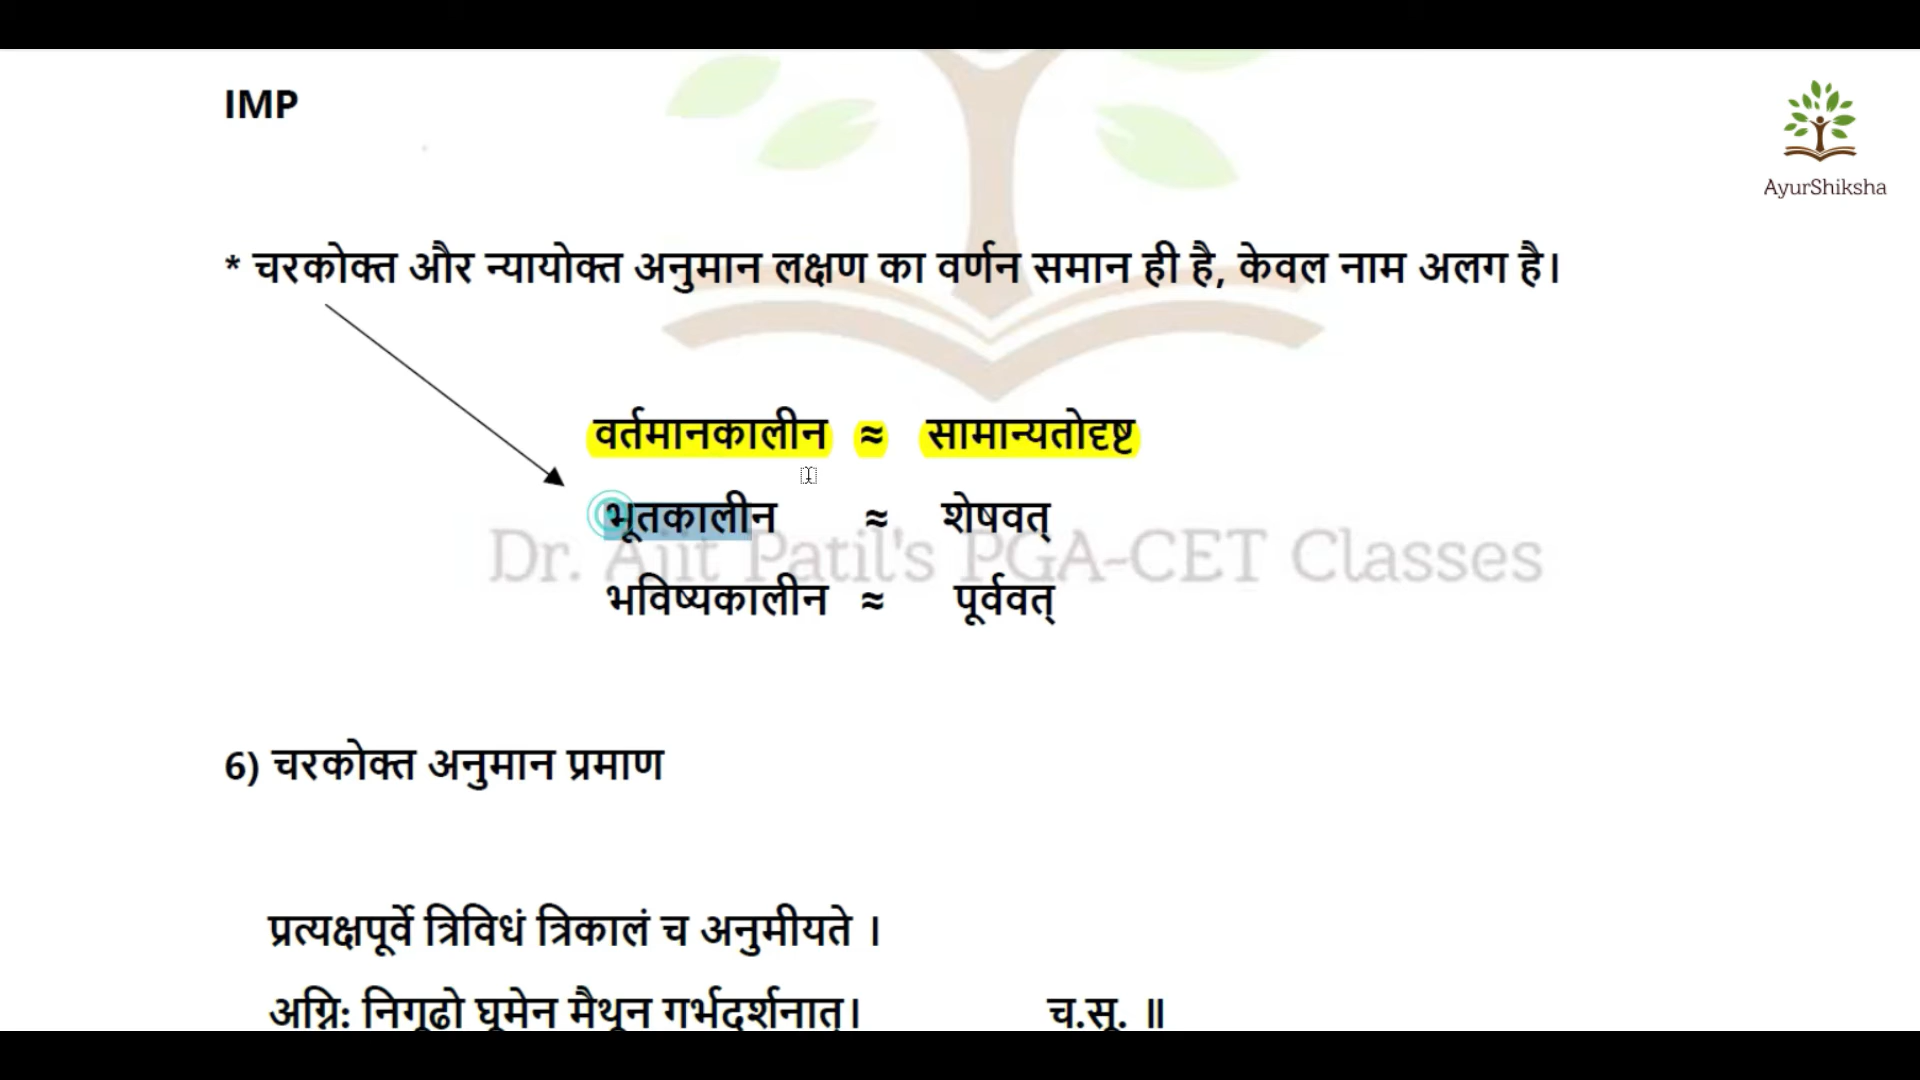 IMP
AyurShiksha
* चरकोक्त और न्यायोक्त अनुमान लक्षण का वर्णन समान ही है, केवल नाम अलग है।
वर्तमानकालीन ≈ सामान्यतोदृष्ट
भूतकालीन ≈ शेषवत्
Dr. Ajit Patil's PGA-CET Classes
भविष्यकालीन ≈ पूर्ववत्
6) चरकोक्त अनुमान प्रमाण
प्रत्यक्षपूर्वे त्रिविधं त्रिकालं च अनुमीयते ।
अग्निः निगूढो घूमेन मैथून गर्भदर्शनात्। च.सू. ॥